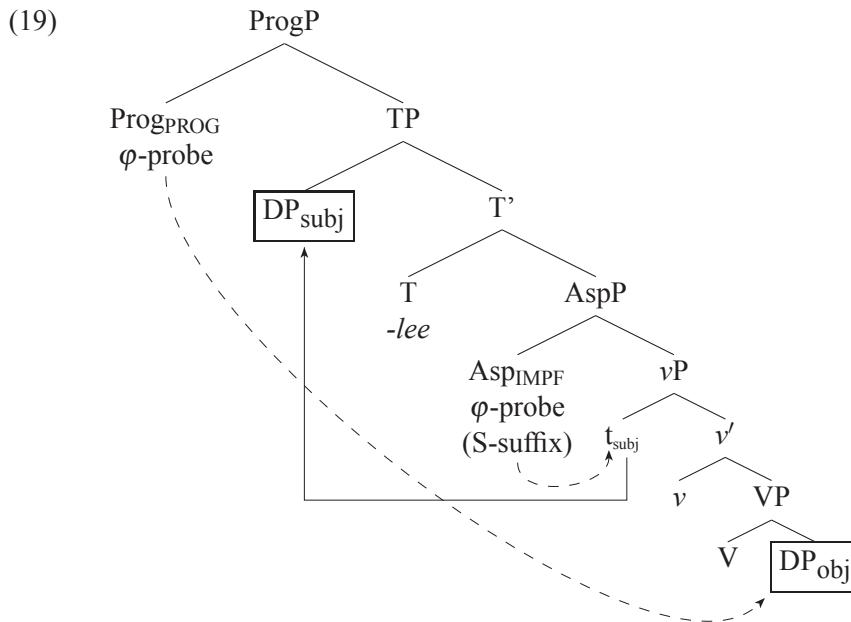 (19)
ProgP
ProgPROG
φ-probe
TP
DPsubj
T’
T
-lee
AspP
AspIMPF
φ-probe
(S-suffix)
vP
tsubj
v′
v
VP
V
DPobj